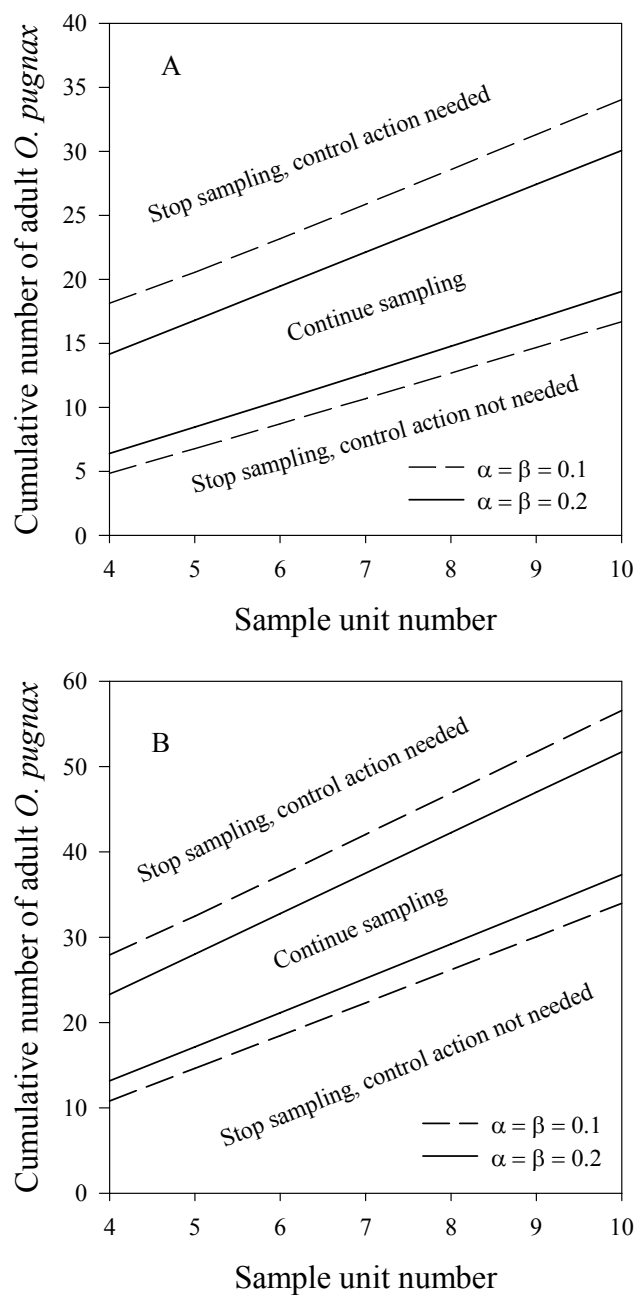 A
Cumulative number of adult O. pugnax
40
35
30
25
20
15
10
5
0
Stop sampling, control action needed
Continue sampling
Stop sampling, control action not needed
α = β = 0.1
α = β = 0.2
4 5 6 7 8 9 10
Sample unit number
B
Cumulative number of adult O. pugnax
60
50
40
30
20
10
0
Stop sampling, control action needed
Continue sampling
Stop sampling, control action not needed
α = β = 0.1
α = β = 0.2
4 5 6 7 8 9 10
Sample unit number